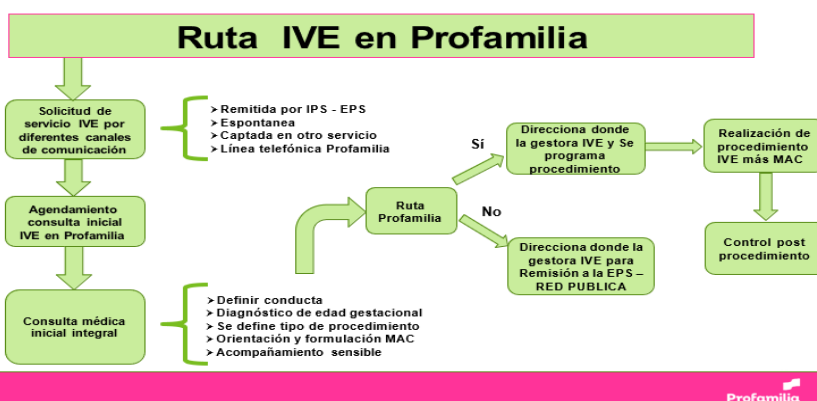 Ruta IVE en Profamilia
Solicitud de
servicio IVE por
diferentes canales
de comunicación
➢ Remitida por IPS - EPS
➢ Espontanea
➢ Captada en otro servicio
➢ Línea telefónica Profamilia
Agendamiento
consulta inicial
IVE en Profamilia
Consulta médica
inicial integral
➢ Definir conducta
➢ Diagnóstico de edad gestacional
➢ Se define tipo de procedimiento
➢ Orientación y formulación MAC
➢ Acompañamiento sensible
Ruta
Profamilia
Sí
Direcciona donde
la gestora IVE y Se
programa
procedimiento
No
Direcciona donde la
gestora IVE para
Remisión a la EPS –
RED PUBLICA
Realización de
procedimiento
IVE más MAC
Control post
procedimiento
Profamilia